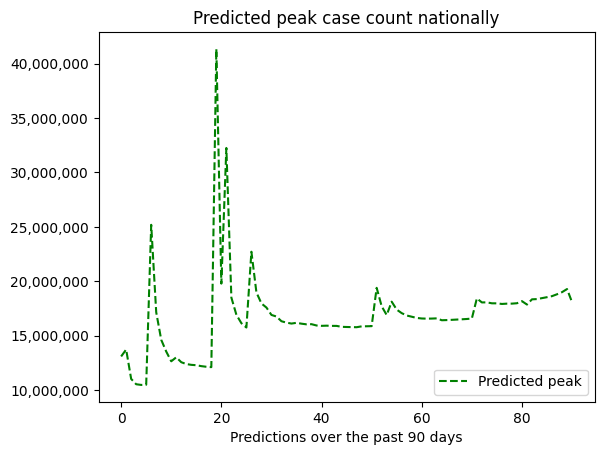 Predicted peak case count nationally
40,000,000
35,000,000
30,000,000
25,000,000
20,000,000
15,000,000
10,000,000
Predicted peak
0 20 40 60 80
Predictions over the past 90 days